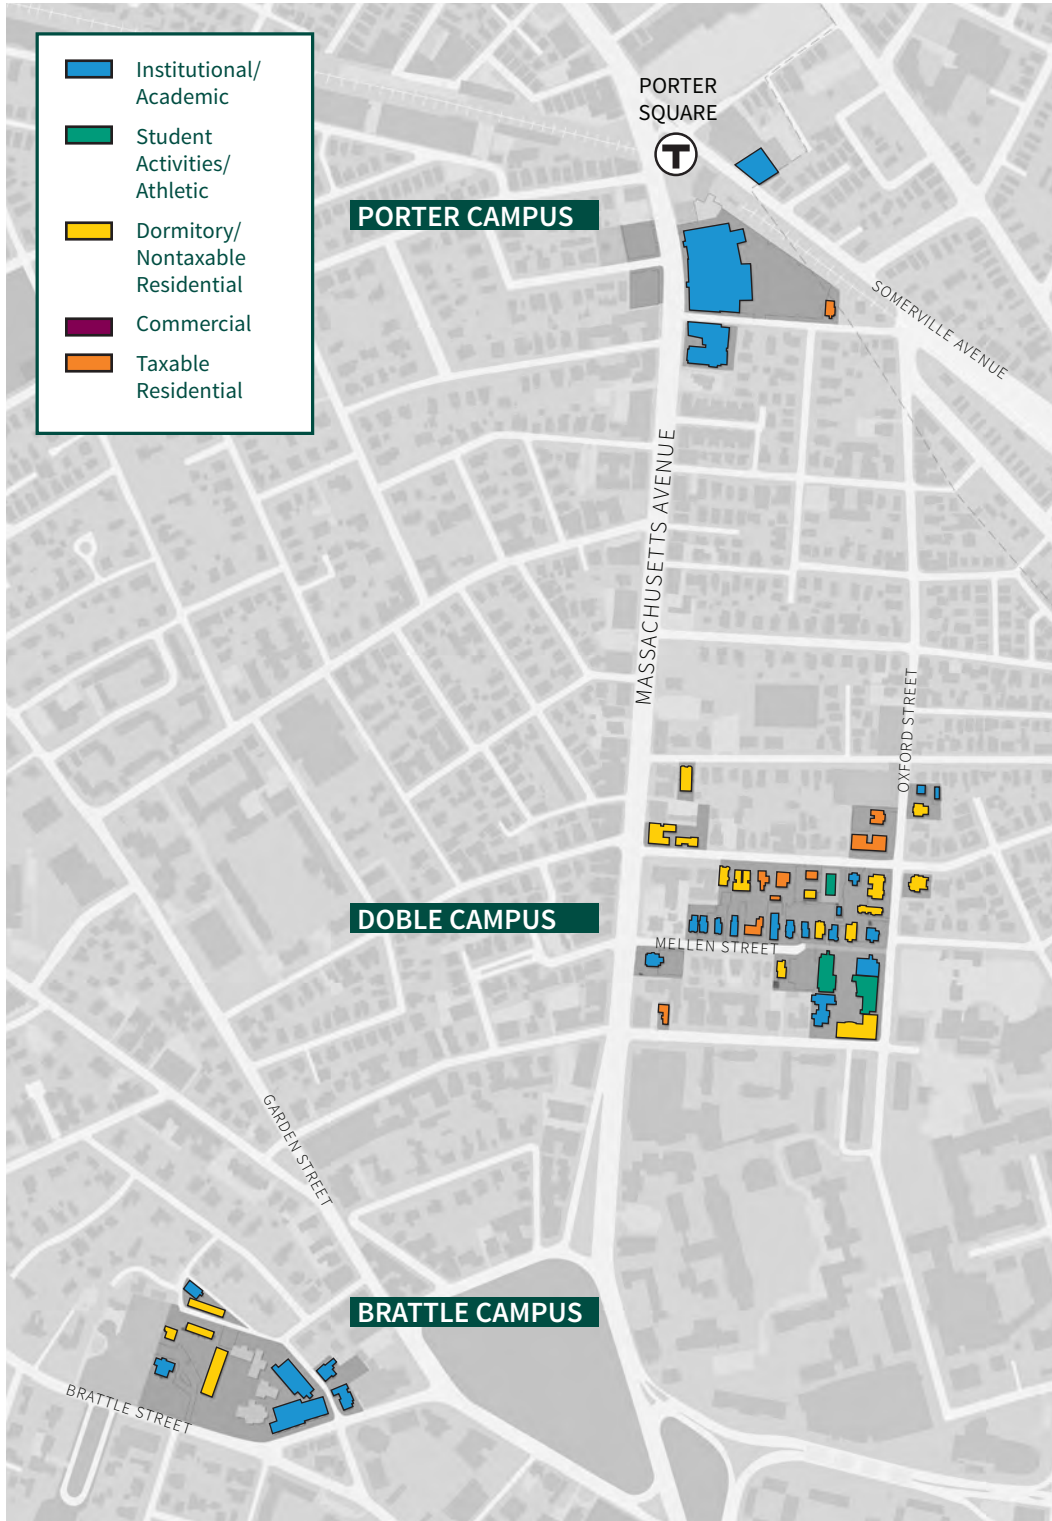 Institutional/
Academic
Student
Activities/
Athletic
Dormitory/
Nontaxable
Residential
Commercial
Taxable
Residential
PORTER
SQUARE
T
PORTER CAMPUS
SOMERVILLE AVENUE
MASSACHUSETTS AVENUE
OXFORD STREET
DOBLE CAMPUS
MELLEN STREET
GARDEN STREET
BRATTLE CAMPUS
BRATTLE STREET